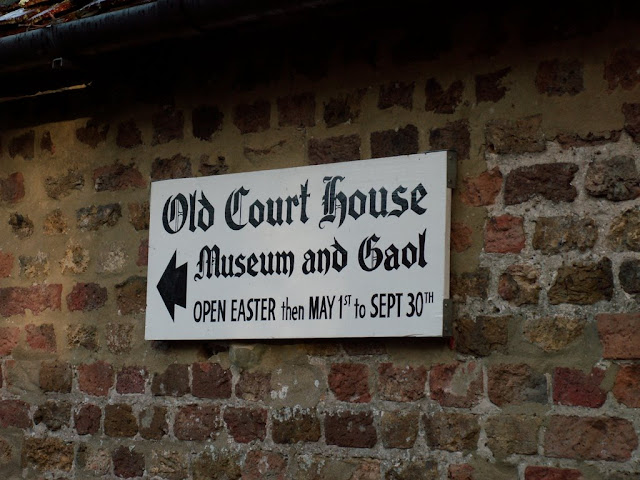 Old Court House
Museum and Gaol
OPEN EASTER then MAY 1ST to SEPT 30TH